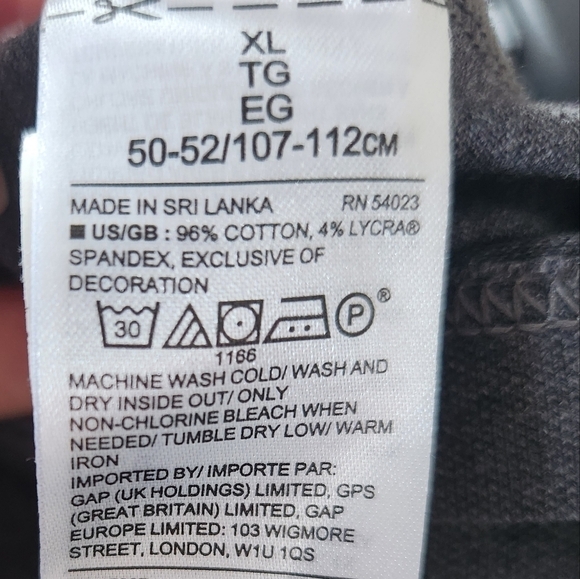 XL
TG
EG
50-52/107-112CM
MADE IN SRI LANKA RN 54023
US/GB : 96% COTTON, 4% LYCRA®
SPANDEX, EXCLUSIVE OF
DECORATION
30 P ®
1166
MACHINE WASH COLD/ WASH AND
DRY INSIDE OUT/ ONLY
NON-CHLORINE BLEACH WHEN
NEEDED/ TUMBLE DRY LOW/ WARM
IRON
IMPORTED BY/ IMPORTE PAR:
GAP (UK HOLDINGS) LIMITED, GPS
(GREAT BRITAIN) LIMITED, GAP
EUROPE LIMITED: 103 WIGMORE
STREET, LONDON, W1U 1QS